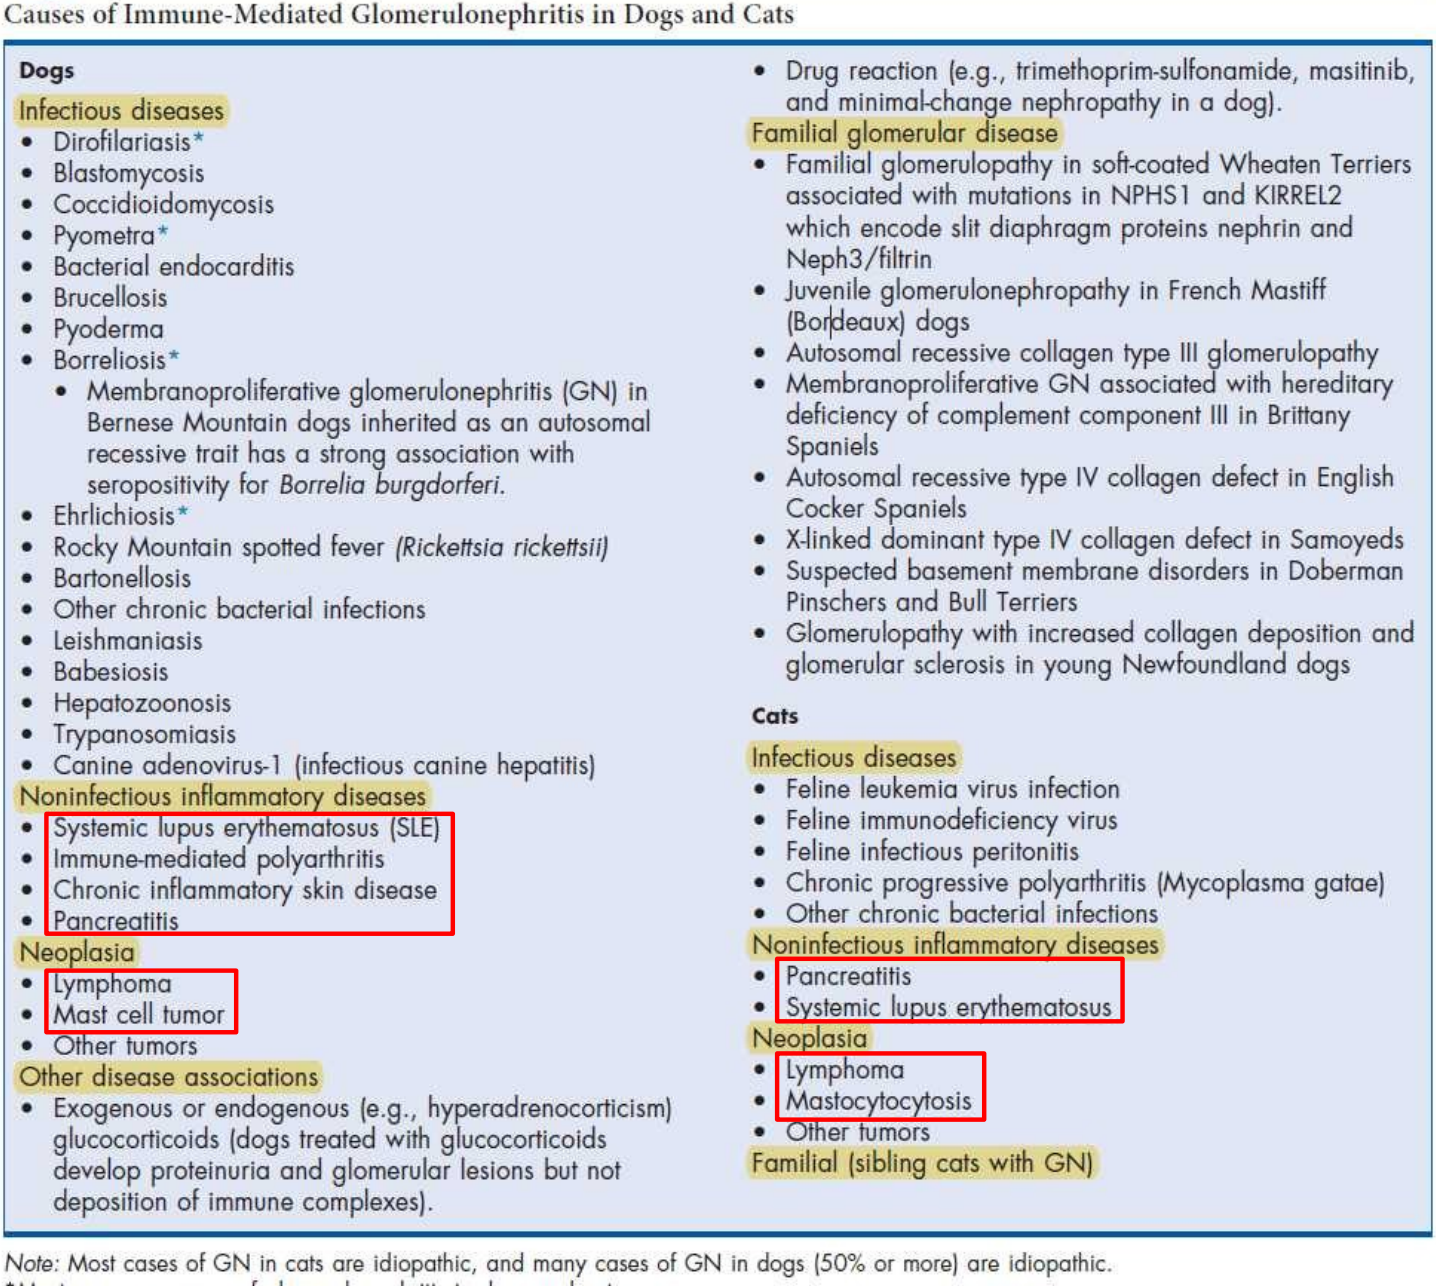 Causes of Immune-Mediated Glomerulonephritis in Dogs and Cats
Dogs
Infectious diseases
• Dirofilariasis*
• Blastomycosis
• Coccidioidomycosis
• Pyometra*
• Bacterial endocarditis
• Brucellosis
• Pyoderma
• Borreliosis*
• Membranoproliferative glomerulonephritis (GN) in
Bernese Mountain dogs inherited as an autosomal
recessive trait has a strong association with
seropositivity for Borrelia burgdorferi.
• Ehrlichiosis*
• Rocky Mountain spotted fever (Rickettsia rickettsii)
• Bartonellosis
• Other chronic bacterial infections
• Leishmaniasis
• Babesiosis
• Hepatozoonosis
• Trypanosomiasis
• Canine adenovirus-1 (infectious canine hepatitis)
Noninfectious inflammatory diseases
• Systemic lupus erythematosus (SLE)
• Immune-mediated polyarthritis
• Chronic inflammatory skin disease
• Pancreatitis
Neoplasia
• Lymphoma
• Mast cell tumor
• Other tumors
Other disease associations
• Exogenous or endogenous (e.g., hyperadrenocorticism)
glucocorticoids (dogs treated with glucocorticoids
develop proteinuria and glomerular lesions but not
deposition of immune complexes).
• Drug reaction (e.g., trimethoprim-sulfonamide, masitinib,
and minimal-change nephropathy in a dog).
Familial glomerular disease
• Familial glomerulopathy in soft-coated Wheaten Terriers
associated with mutations in NPHS1 and KIRREL2
which encode slit diaphragm proteins nephrin and
Neph3/filtrin
• Juvenile glomerulonephropathy in French Mastiff
(Bordeaux) dogs
• Autosomal recessive collagen type III glomerulopathy
• Membranoproliferative GN associated with hereditary
deficiency of complement component III in Brittany
Spaniels
• Autosomal recessive type IV collagen defect in English
Cocker Spaniels
• X-linked dominant type IV collagen defect in Samoyeds
• Suspected basement membrane disorders in Doberman
Pinschers and Bull Terriers
• Glomerulopathy with increased collagen deposition and
glomerular sclerosis in young Newfoundland dogs
Cats
Infectious diseases
• Feline leukemia virus infection
• Feline immunodeficiency virus
• Feline infectious peritonitis
• Chronic progressive polyarthritis (Mycoplasma gatae)
• Other chronic bacterial infections
Noninfectious inflammatory diseases
• Pancreatitis
• Systemic lupus erythematosus
Neoplasia
• Lymphoma
• Mastocytocytosis
• Other tumors
Familial (sibling cats with GN)
Note: Most cases of GN in cats are idiopathic, and many cases of GN in dogs (50% or more) are idiopathic.